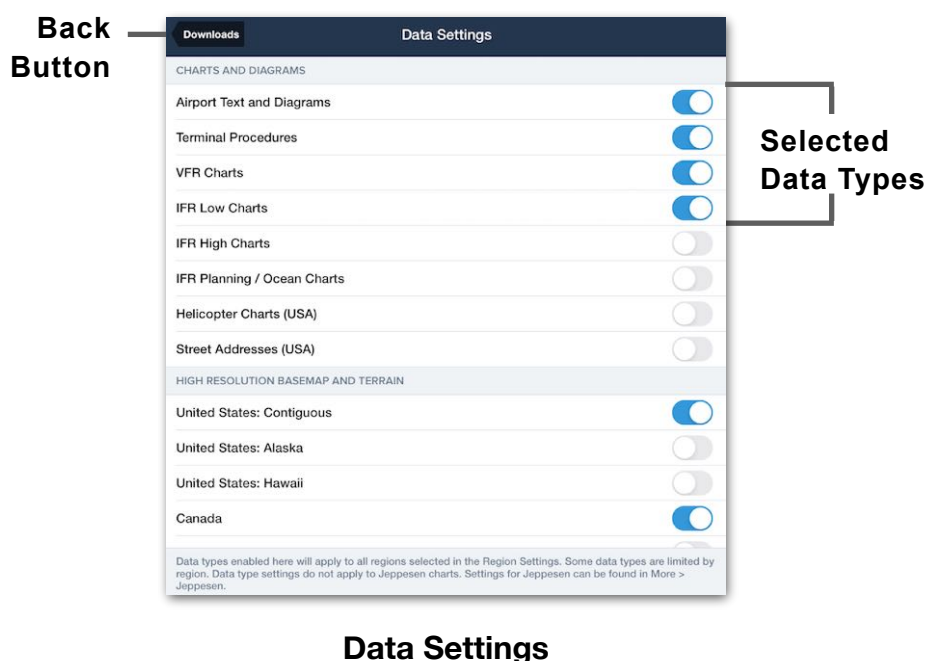 Back
Button
Downloads
Data Settings
CHARTS AND DIAGRAMS
Airport Text and Diagrams
Terminal Procedures
VFR Charts
IFR Low Charts
IFR High Charts
IFR Planning / Ocean Charts
Helicopter Charts (USA)
Street Addresses (USA)
Selected
Data Types
HIGH RESOLUTION BASEMAP AND TERRAIN
United States: Contiguous
United States: Alaska
United States: Hawaii
Canada
Data types enabled here will apply to all regions selected in the Region Settings. Some data types are limited by
region. Data type settings do not apply to Jeppesen charts. Settings for Jeppesen can be found in More >
Jeppesen.
Data Settings